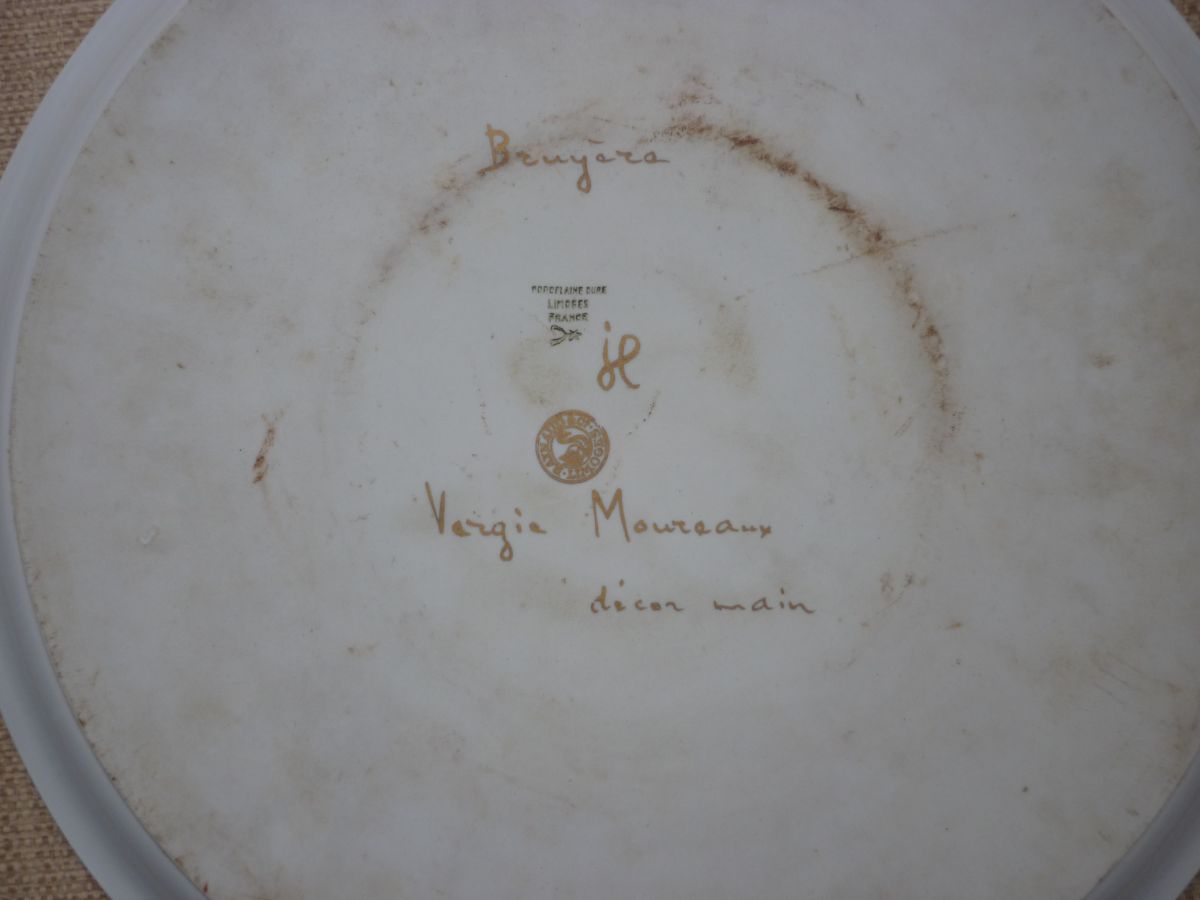 Bruyère
PORCELAINE DURE
LIMOGES
FRANCE
Vergie Moureaux
décor main